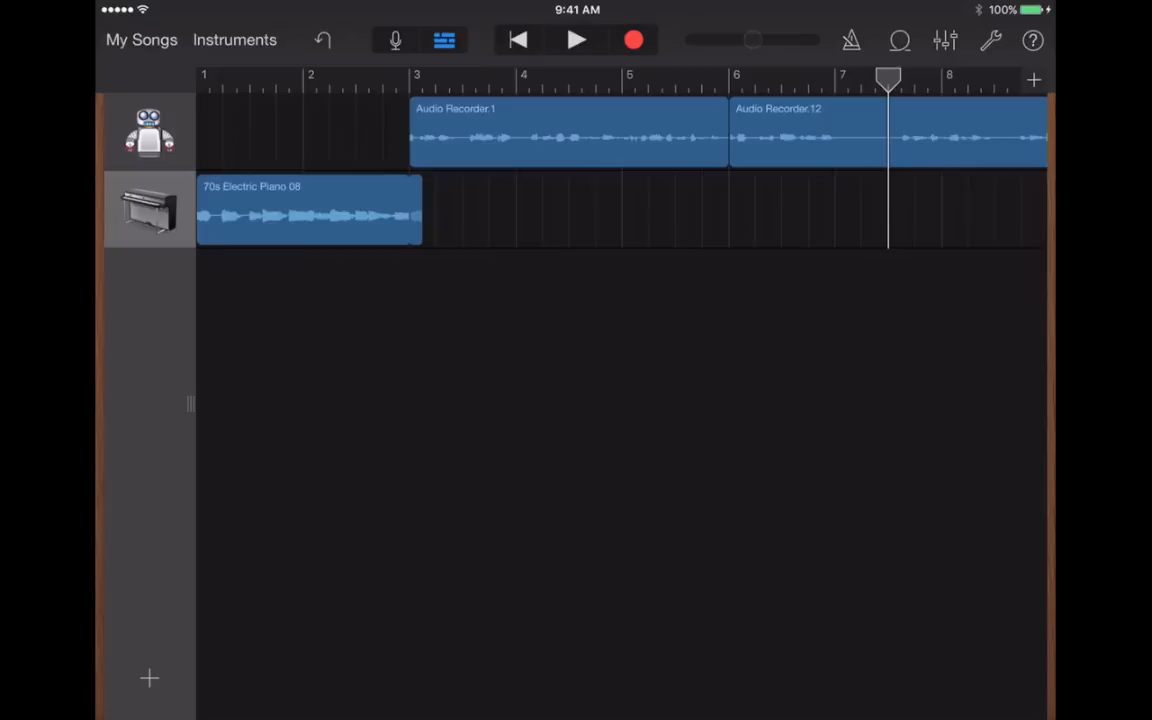 9:41 AM
100%
My Songs
Instruments
1 2 3 4 5 6 7 8
Audio Recorder.1
Audio Recorder.12
70s Electric Piano 08